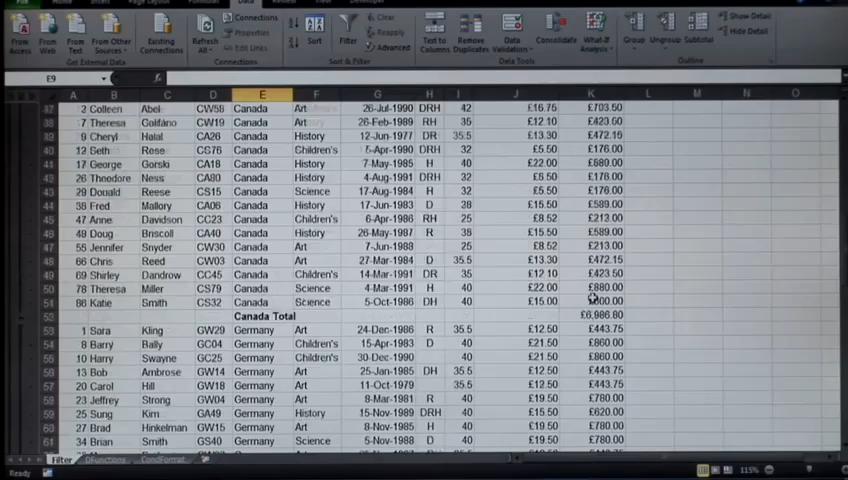 File Data
From Access From Web From Text From Other Sources Existing Connections Refresh All Connections Properties Edit Links Sort Filter Clear Reapply Advanced Text to Columns Remove Duplicates Data Validation Consolidate What-If Analysis Group Ungroup Subtotal Show Detail Hide Detail
Get External Data Connections Sort & Filter Data Tools Outline
E9 fx
A B C D E F G H I J K L M N O
2 Colleen Abel CW58 Canada Art 26-Jul-1990 DRH 42 £16.75 £703.50
38 7 Theresa Califano CW19 Canada Art 26-Feb-1989 RH 35 £12.10 £423.50
39 9 Cheryl Halal CA26 Canada History 12-Jun-1977 DR 35.5 £13.30 £472.15
40 12 Seth Rose CS76 Canada Children's 5-Apr-1990 DRH 32 £5.50 £176.00
41 17 George Gorski CA18 Canada History 7-May-1985 H 40 £22.00 £880.00
42 26 Theodore Ness CA80 Canada History 4-Aug-1991 DRH 32 £5.50 £176.00
43 29 Donald Reese CS15 Canada Science 17-Aug-1984 H 32 £5.50 £176.00
44 38 Fred Mallory CA06 Canada History 17-Jun-1983 D 38 £15.50 £589.00
45 47 Anne Davidson CC23 Canada Children's 6-Apr-1986 RH 25 £8.52 £213.00
46 48 Doug Briscoll CA40 Canada History 26-May-1987 R 38 £15.50 £589.00
47 55 Jennifer Snyder CW30 Canada Art 7-Jun-1988 25 £8.52 £213.00
48 66 Chris Reed CW03 Canada Art 27-Mar-1984 D 35.5 £13.30 £472.15
49 69 Shirley Dandrow CC45 Canada Children's 14-Mar-1991 DR 35 £12.10 £423.50
50 78 Theresa Miller CS79 Canada Science 4-Mar-1991 H 40 £22.00 £880.00
51 86 Katie Smith CS32 Canada Science 5-Oct-1986 DH 40 £15.00 £600.00
52 Canada Total £6,986.80
53 1 Sara Kling GW29 Germany Art 24-Dec-1986 R 35.5 £12.50 £443.75
54 8 Barry Bally GC04 Germany Children's 15-Apr-1983 D 40 £21.50 £860.00
55 10 Harry Swayne GC25 Germany Children's 30-Dec-1990 40 £21.50 £860.00
56 13 Bob Ambrose GW14 Germany Art 25-Jan-1985 DH 35.5 £12.50 £443.75
57 20 Carol Hill GW18 Germany Art 11-Oct-1979 35.5 £12.50 £443.75
58 23 Jeffrey Strong GW04 Germany Art 8-Mar-1981 R 40 £19.50 £780.00
59 25 Sung Kim GA49 Germany History 15-Nov-1989 DRH 40 £15.50 £620.00
60 27 Brad Hinkelman GW15 Germany Art 8-Nov-1985 H 40 £19.50 £780.00
61 34 Brian Smith GS40 Germany Science 5-Nov-1988 D 40 £19.50 £780.00
Filter DFunctions CondFormat
Ready 115%